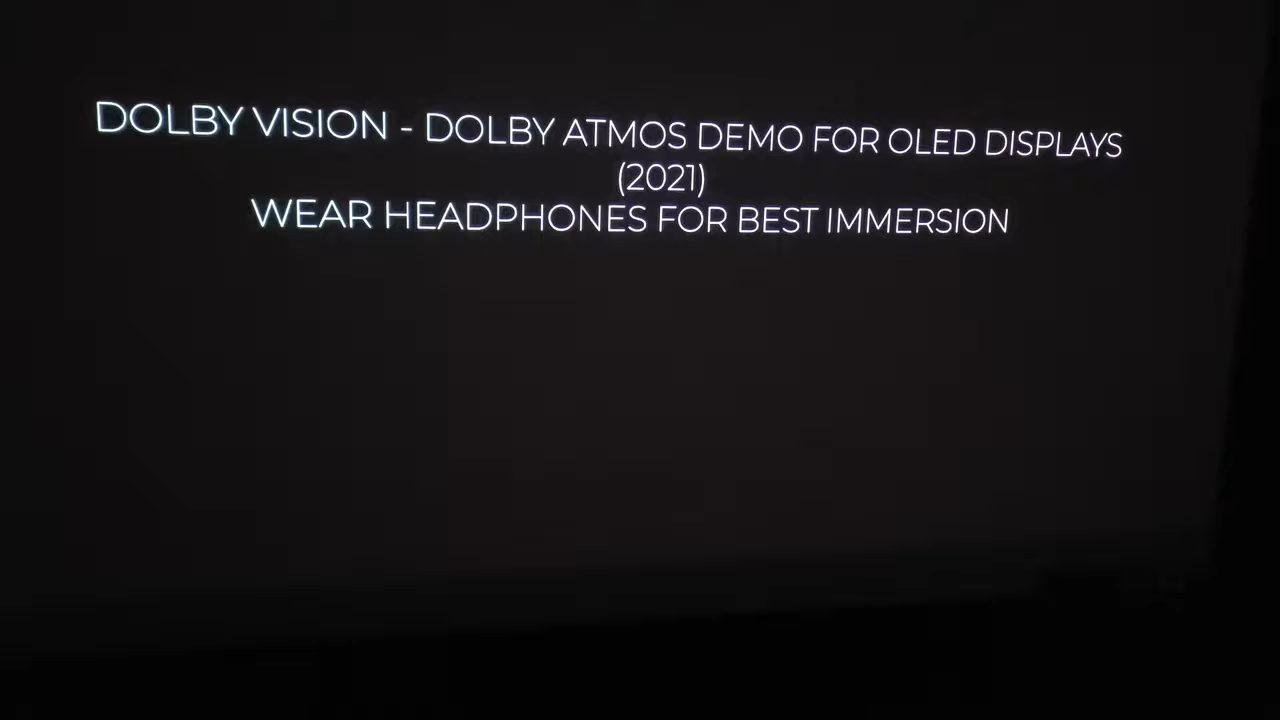 DOLBY VISION - DOLBY ATMOS DEMO FOR OLED DISPLAYS
(2021)
WEAR HEADPHONES FOR BEST IMMERSION